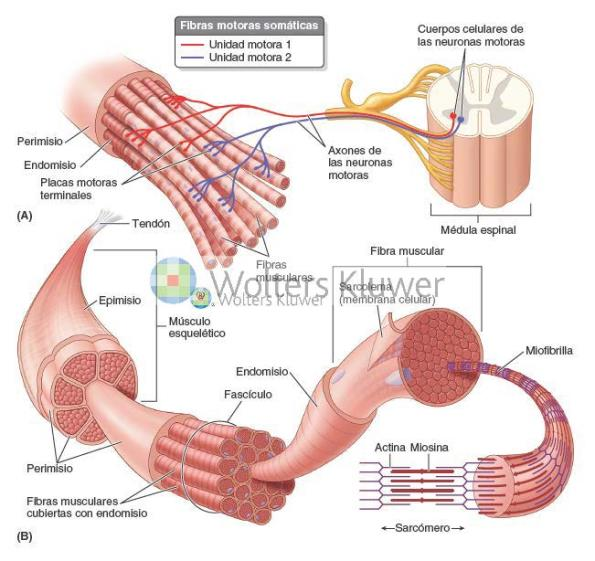 Fibras motoras somáticas
Unidad motora 1
Unidad motora 2
Cuerpos celulares de
las neuronas motoras
Perimisio
Endomisio
Placas motoras
terminales
Axones de
las neuronas
motoras
(A)
Médula espinal
Tendón
Fibras
musculares
Fibra muscular
Wolters Kluwer
Wolters Kluwer
Sarcolema
(membrana celular)
Epimisio
Músculo
esquelético
Miofibrilla
Endomisio
Fascículo
Actina Miosina
Perimisio
Fibras musculares
cubiertas con endomisio
Sarcómero
(B)